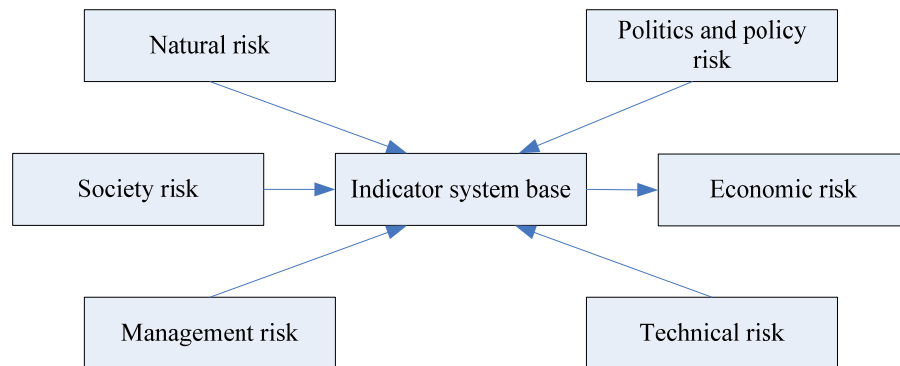 Natural risk
Politics and policy
risk
Society risk
Indicator system base
Economic risk
Management risk
Technical risk